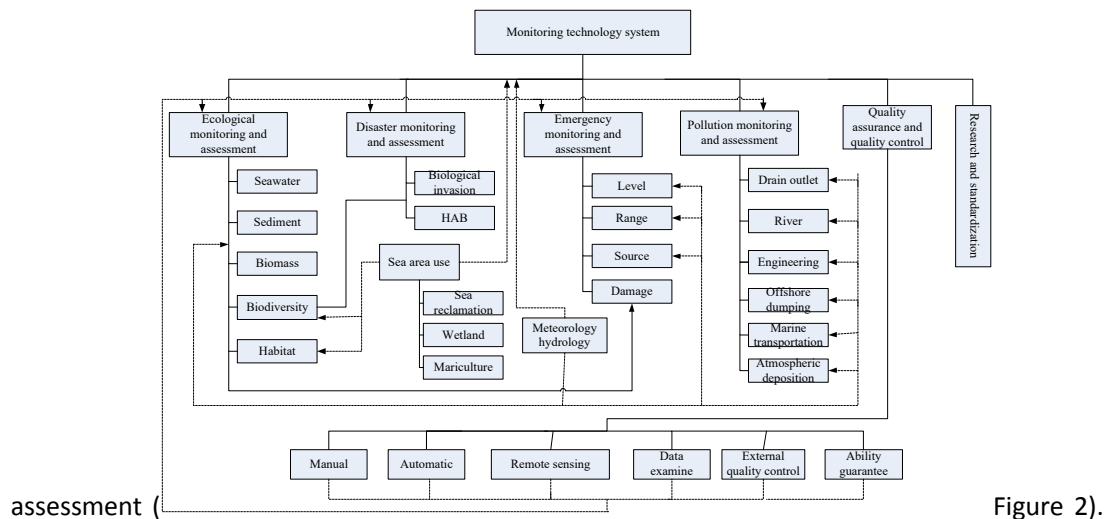 Monitoring technology system
Ecological
monitoring and
assessment
Disaster monitoring
and assessment
Emergency
monitoring and
assessment
Pollution monitoring
and assessment
Quality
assurance and
quality control
Research and standardization
Seawater
Sediment
Biomass
Biodiversity
Habitat
Biological
invasion
HAB
Sea area use
Sea
reclamation
Wetland
Mariculture
Level
Range
Source
Damage
Meteorology
hydrology
Drain outlet
River
Engineering
Offshore
dumping
Marine
transportation
Atmospheric
deposition
Manual
Automatic
Remote sensing
Data
examine
External
quality control
Ability
guarantee
assessment ( Figure 2).